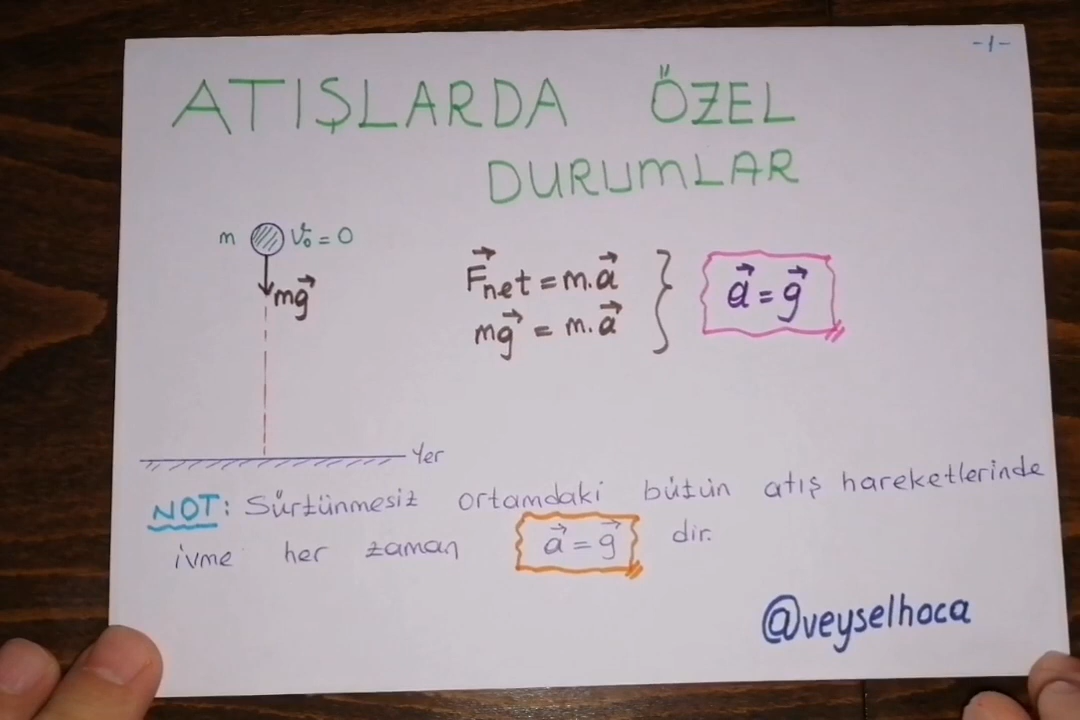 -1-
ATIŞLARDA ÖZEL
DURUMLAR
m V₀ = 0
mg⃗
F⃗net = m.a⃗
mg⃗ = m.a⃗
a⃗ = g⃗
Yer
NOT: Sürtünmesiz ortamdaki bütün atış hareketlerinde
ivme her zaman a⃗ = g⃗ dir.
@veyselhoca